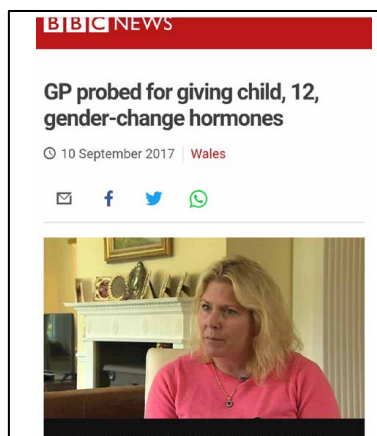 BBC NEWS
GP probed for giving child, 12,
gender-change hormones
10 September 2017 | Wales